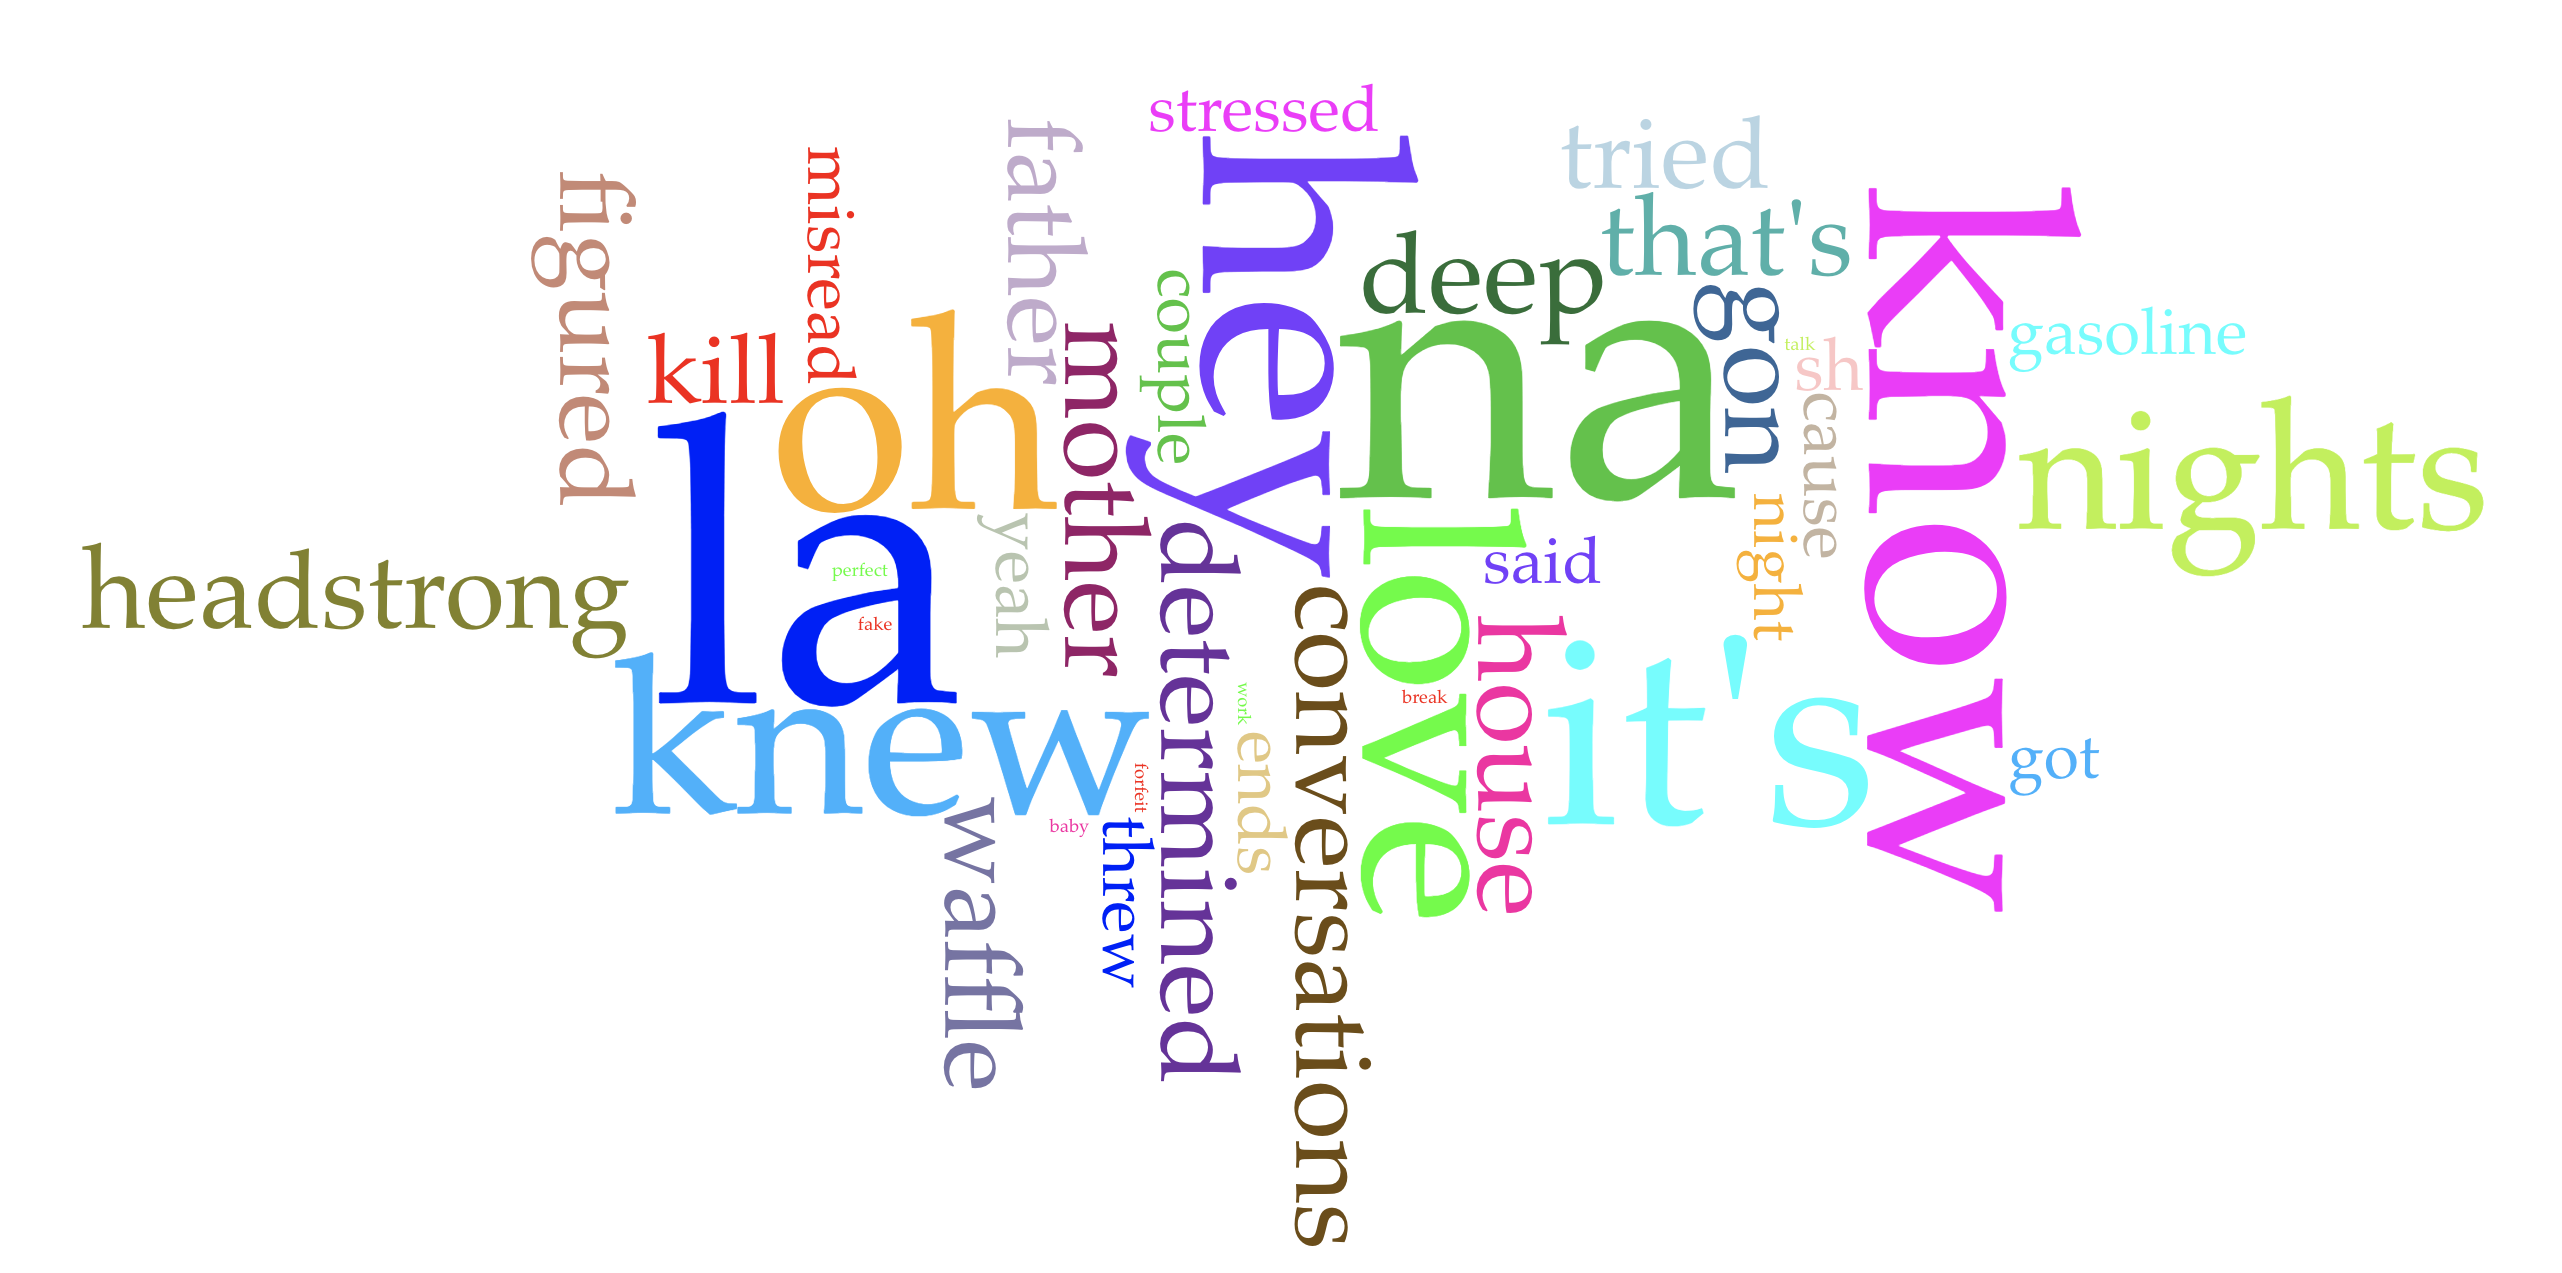 stressed
father
tried
hey
misread
figured
that's
know
deep
couple
gon
gasoline
oh
na
mother
kill
talk
sh
cause
nights
la
night
love
yeah
determined
said
headstrong
perfect
conversations
fake
house
it's
knew
work
break
ends
got
forfeit
waffle
baby
threw